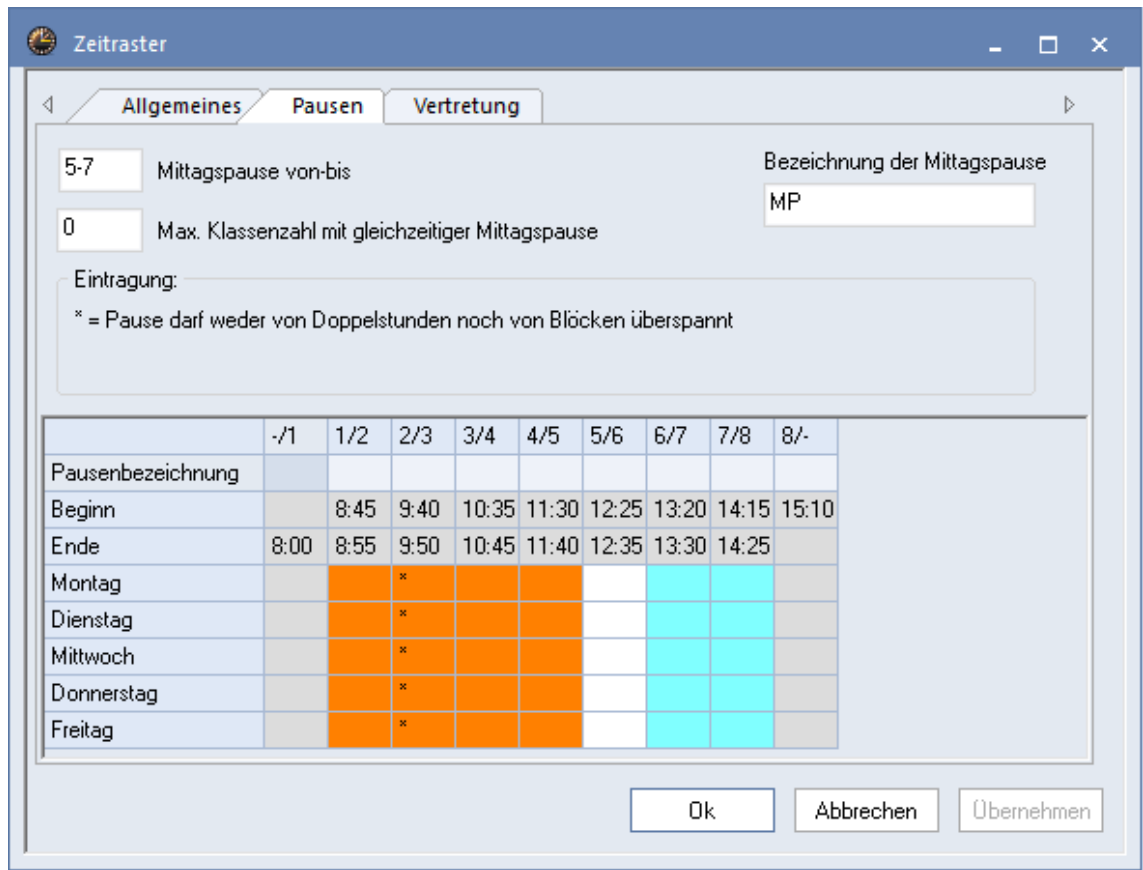 Zeitraster
Allgemeines Pausen Vertretung
5-7 Mittagspause von-bis
Bezeichnung der Mittagspause
MP
0 Max. Klassenzahl mit gleichzeitiger Mittagspause
Eintragung:
* = Pause darf weder von Doppelstunden noch von Blöcken überspannt
-/1 1/2 2/3 3/4 4/5 5/6 6/7 7/8 8/-
Pausenbezeichnung
Beginn 8:45 9:40 10:35 11:30 12:25 13:20 14:15 15:10
Ende 8:00 8:55 9:50 10:45 11:40 12:35 13:30 14:25
Montag *
Dienstag *
Mittwoch *
Donnerstag *
Freitag *
Ok Abbrechen Übernehmen